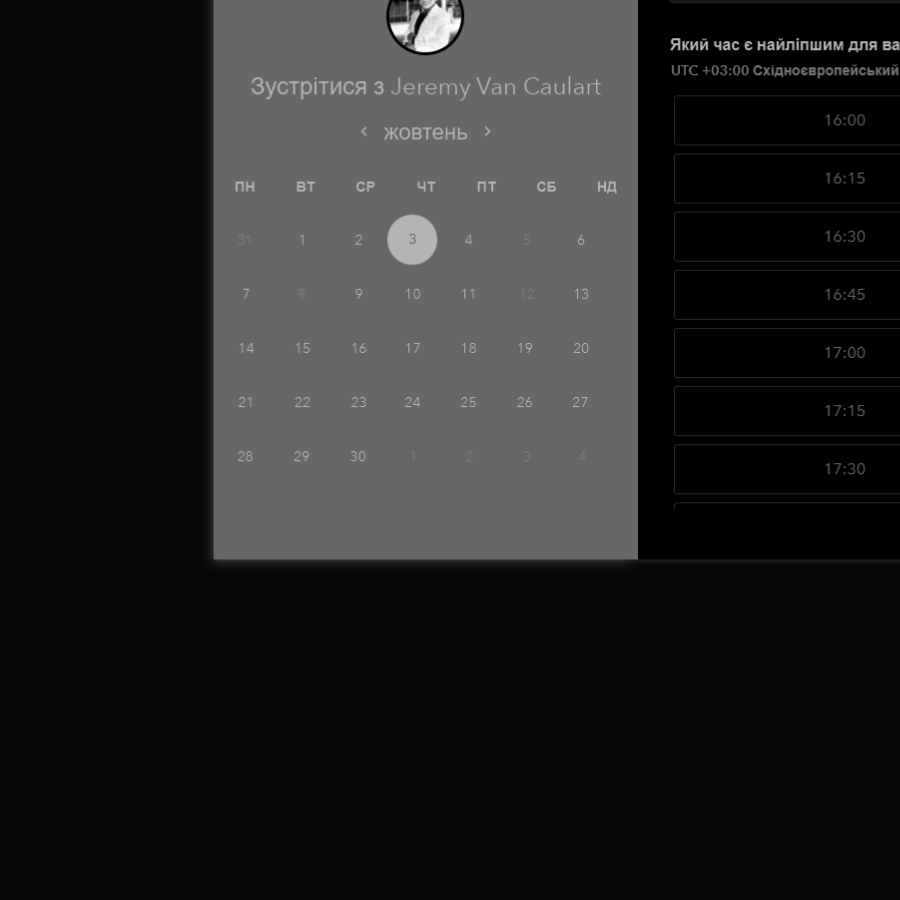 Зустрітися з Jeremy Van Caulart
жовтень
ПН ВТ СР ЧТ ПТ СБ НД
31 1 2 3 4 5 6
7 8 9 10 11 12 13
14 15 16 17 18 19 20
21 22 23 24 25 26 27
28 29 30 1 2 3 4
Який час є найліпшим для
UTC +03:00 Східноєвропейський
16:00
16:15
16:30
16:45
17:00
17:15
17:30